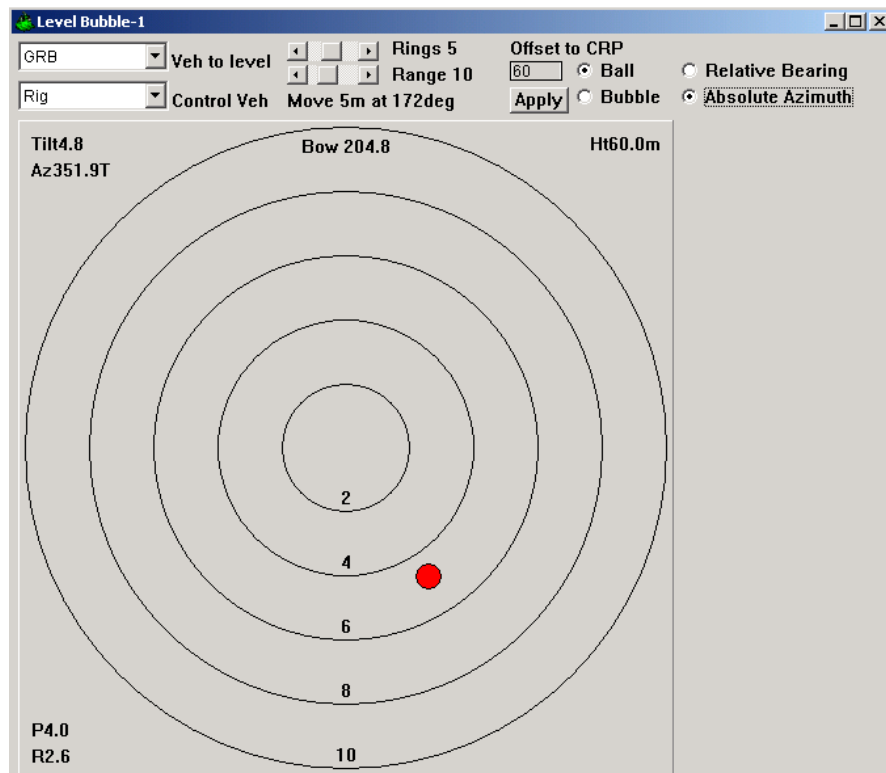 Level Bubble-1
GRB Veh to level Rings 5 Offset to CRP
Range 10 60 Ball Relative Bearing
Rig Control Veh Move 5m at 172deg Apply Bubble Absolute Azimuth
Tilt4.8 Bow 204.8 Ht60.0m
Az351.9T
2
4
6
8
P4.0
R2.6 10